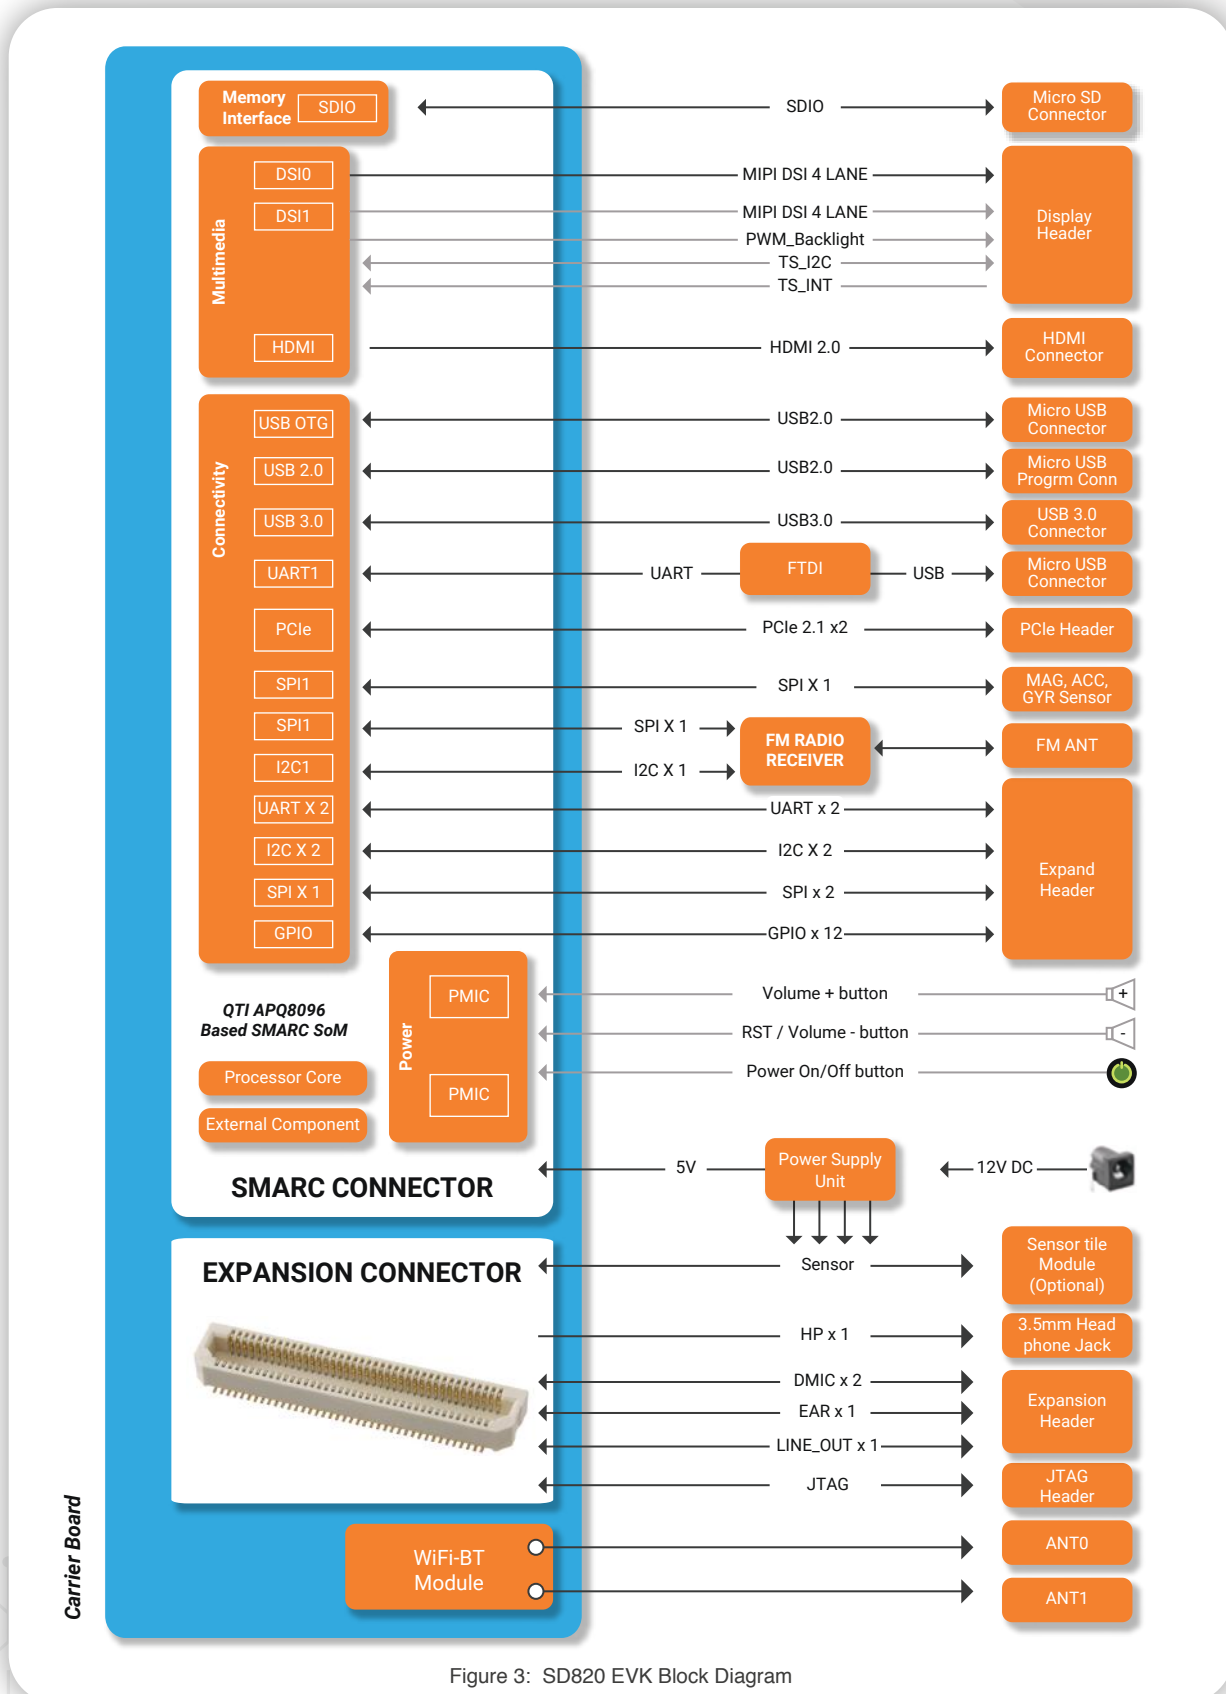 Memory
Interface
SDIO
SDIO
Micro SD
Connector
Multimedia
DSI0
MIPI DSI 4 LANE
DSI1
MIPI DSI 4 LANE
PWM_Backlight
TS_I2C
TS_INT
Display
Header
HDMI
HDMI 2.0
HDMI
Connector
Connectivity
USB OTG
USB2.0
Micro USB
Connector
USB 2.0
USB2.0
Micro USB
Progrm Conn
USB 3.0
USB3.0
USB 3.0
Connector
UART1
UART
FTDI
USB
Micro USB
Connector
PCIe
PCIe 2.1 x2
PCIe Header
SPI1
SPI X 1
MAG, ACC,
GYR Sensor
SPI1
SPI X 1
I2C1
I2C X 1
FM RADIO
RECEIVER
FM ANT
UART X 2
UART x 2
I2C X 2
I2C X 2
SPI X 1
SPI x 2
GPIO
GPIO x 12
Expand
Header
QTI APQ8096
Based SMARC SoM
Processor Core
External Component
Power
PMIC
PMIC
Volume + button
+
RST / Volume - button
-
Power On/Off button
SMARC CONNECTOR
5V
Power Supply
Unit
12V DC
EXPANSION CONNECTOR
Sensor
Sensor tile
Module
(Optional)
HP x 1
3.5mm Head
phone Jack
DMIC x 2
EAR x 1
LINE_OUT x 1
Expansion
Header
JTAG
JTAG
Header
Carrier Board
WiFi-BT
Module
ANT0
ANT1
Figure 3: SD820 EVK Block Diagram